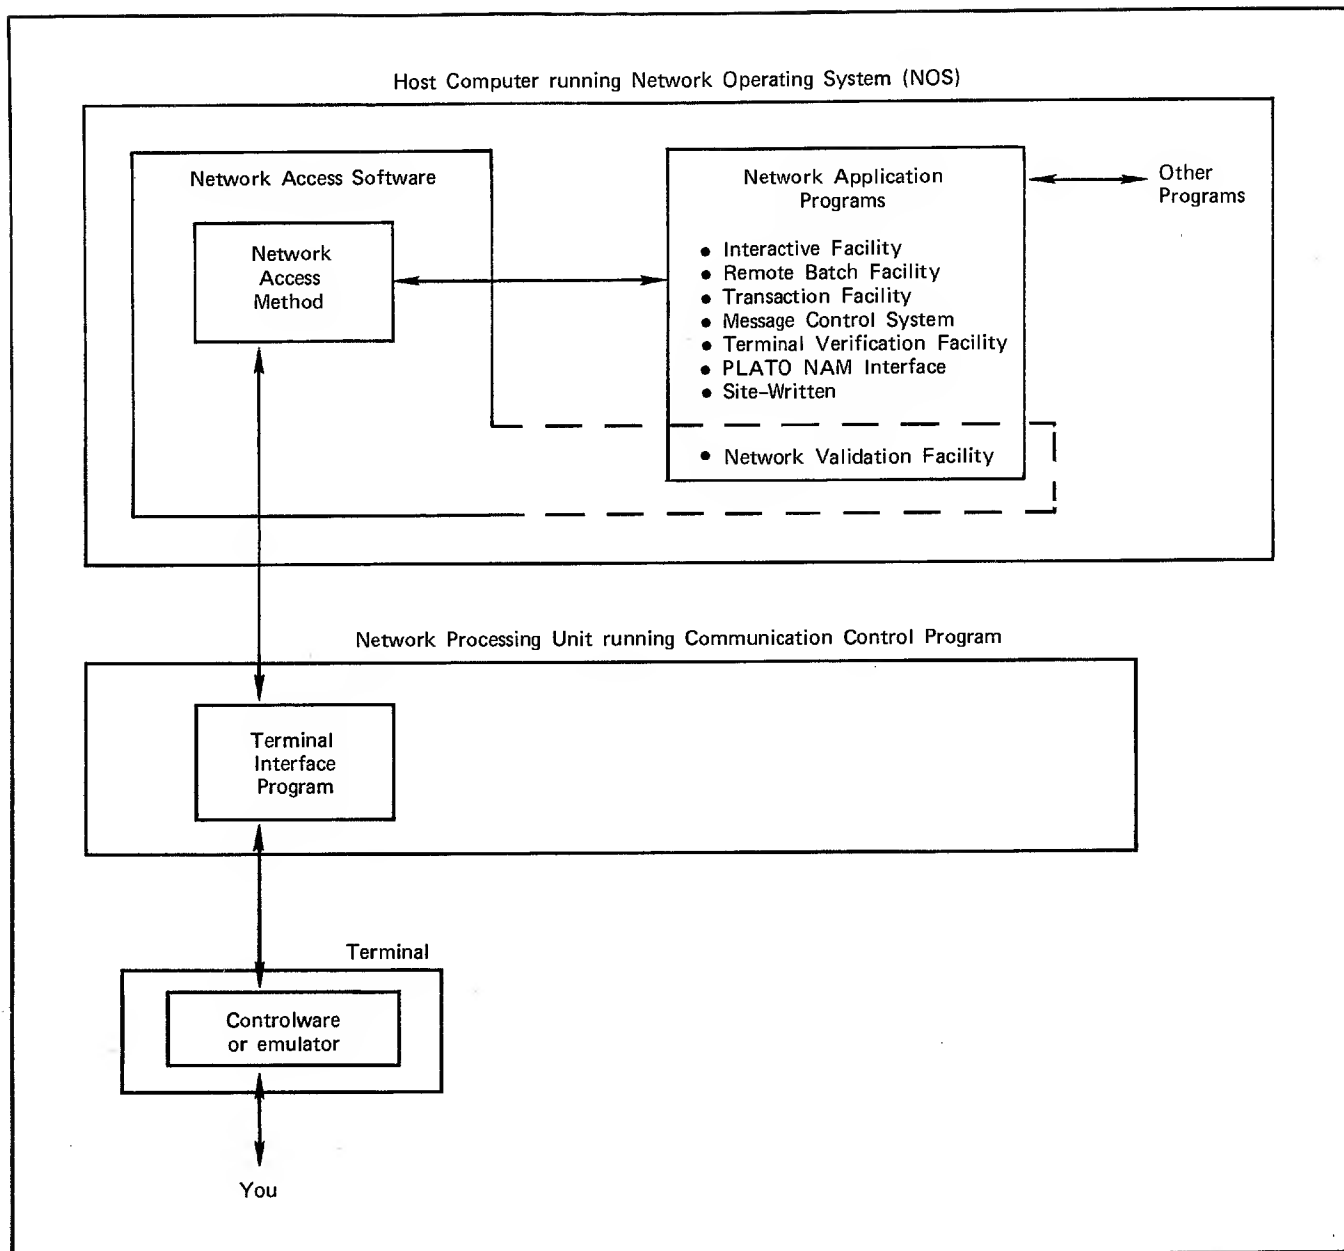 Host Computer running Network Operating System (NOS)
Network Access Software
Network
Access
Method
Network Application
Programs
• Interactive Facility
• Remote Batch Facility
• Transaction Facility
• Message Control System
• Terminal Verification Facility
• PLATO NAM Interface
• Site-Written
• Network Validation Facility
Other
Programs
Network Processing Unit running Communication Control Program
Terminal
Interface
Program
Terminal
Controlware
or emulator
You